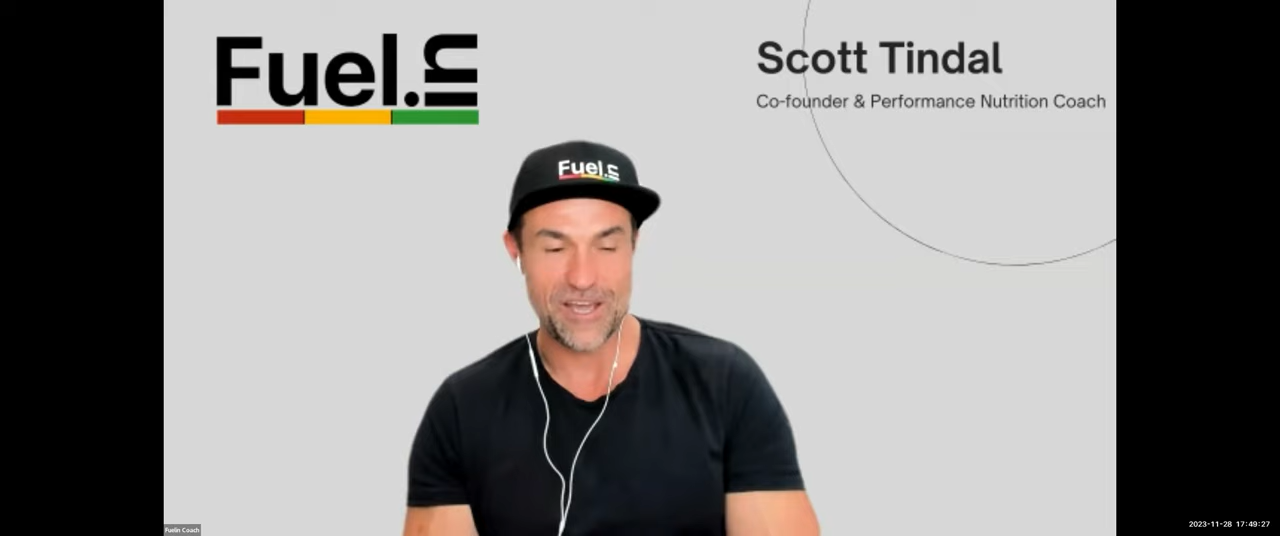 Fuel.in
Scott Tindal
Co-founder & Performance Nutrition Coach
Fuel.in
Fuelin Coach
2023-11-28 17:49:27